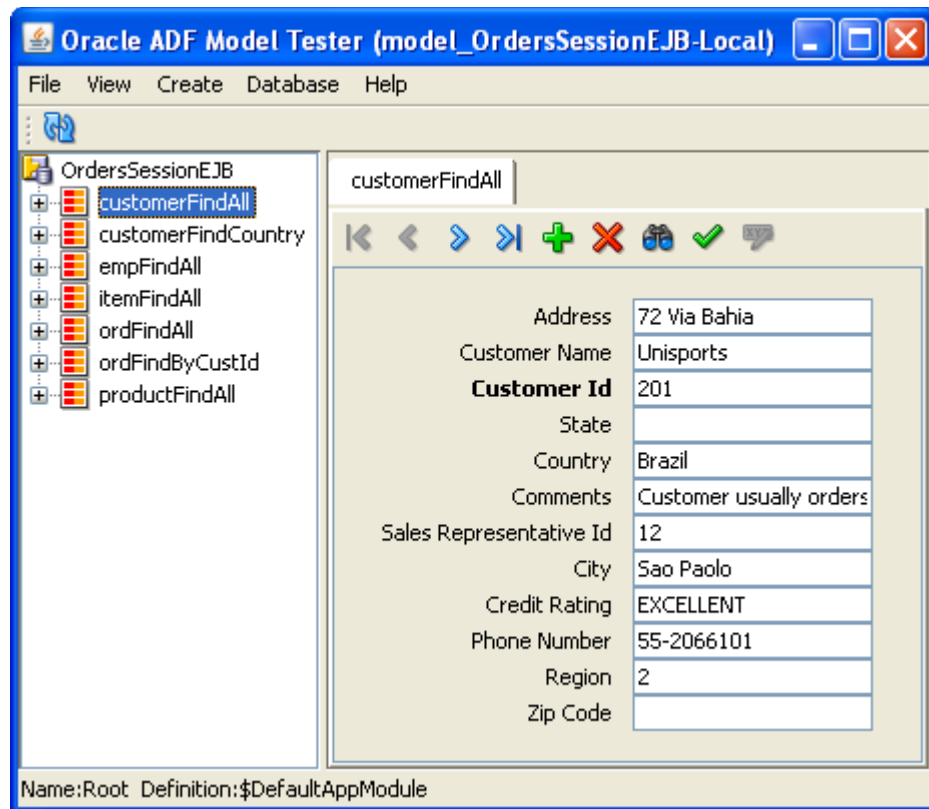 Oracle ADF Model Tester (model_OrdersSessionEJB-Local)
File View Create Database Help
OrdersSessionEJB
customerFindAll
customerFindCountry
empFindAll
itemFindAll
ordFindAll
ordFindByCustId
productFindAll
customerFindAll
Address 72 Via Bahia
Customer Name Unisports
Customer Id 201
State
Country Brazil
Comments Customer usually orders
Sales Representative Id 12
City Sao Paolo
Credit Rating EXCELLENT
Phone Number 55-2066101
Region 2
Zip Code
Name:Root Definition:$DefaultAppModule